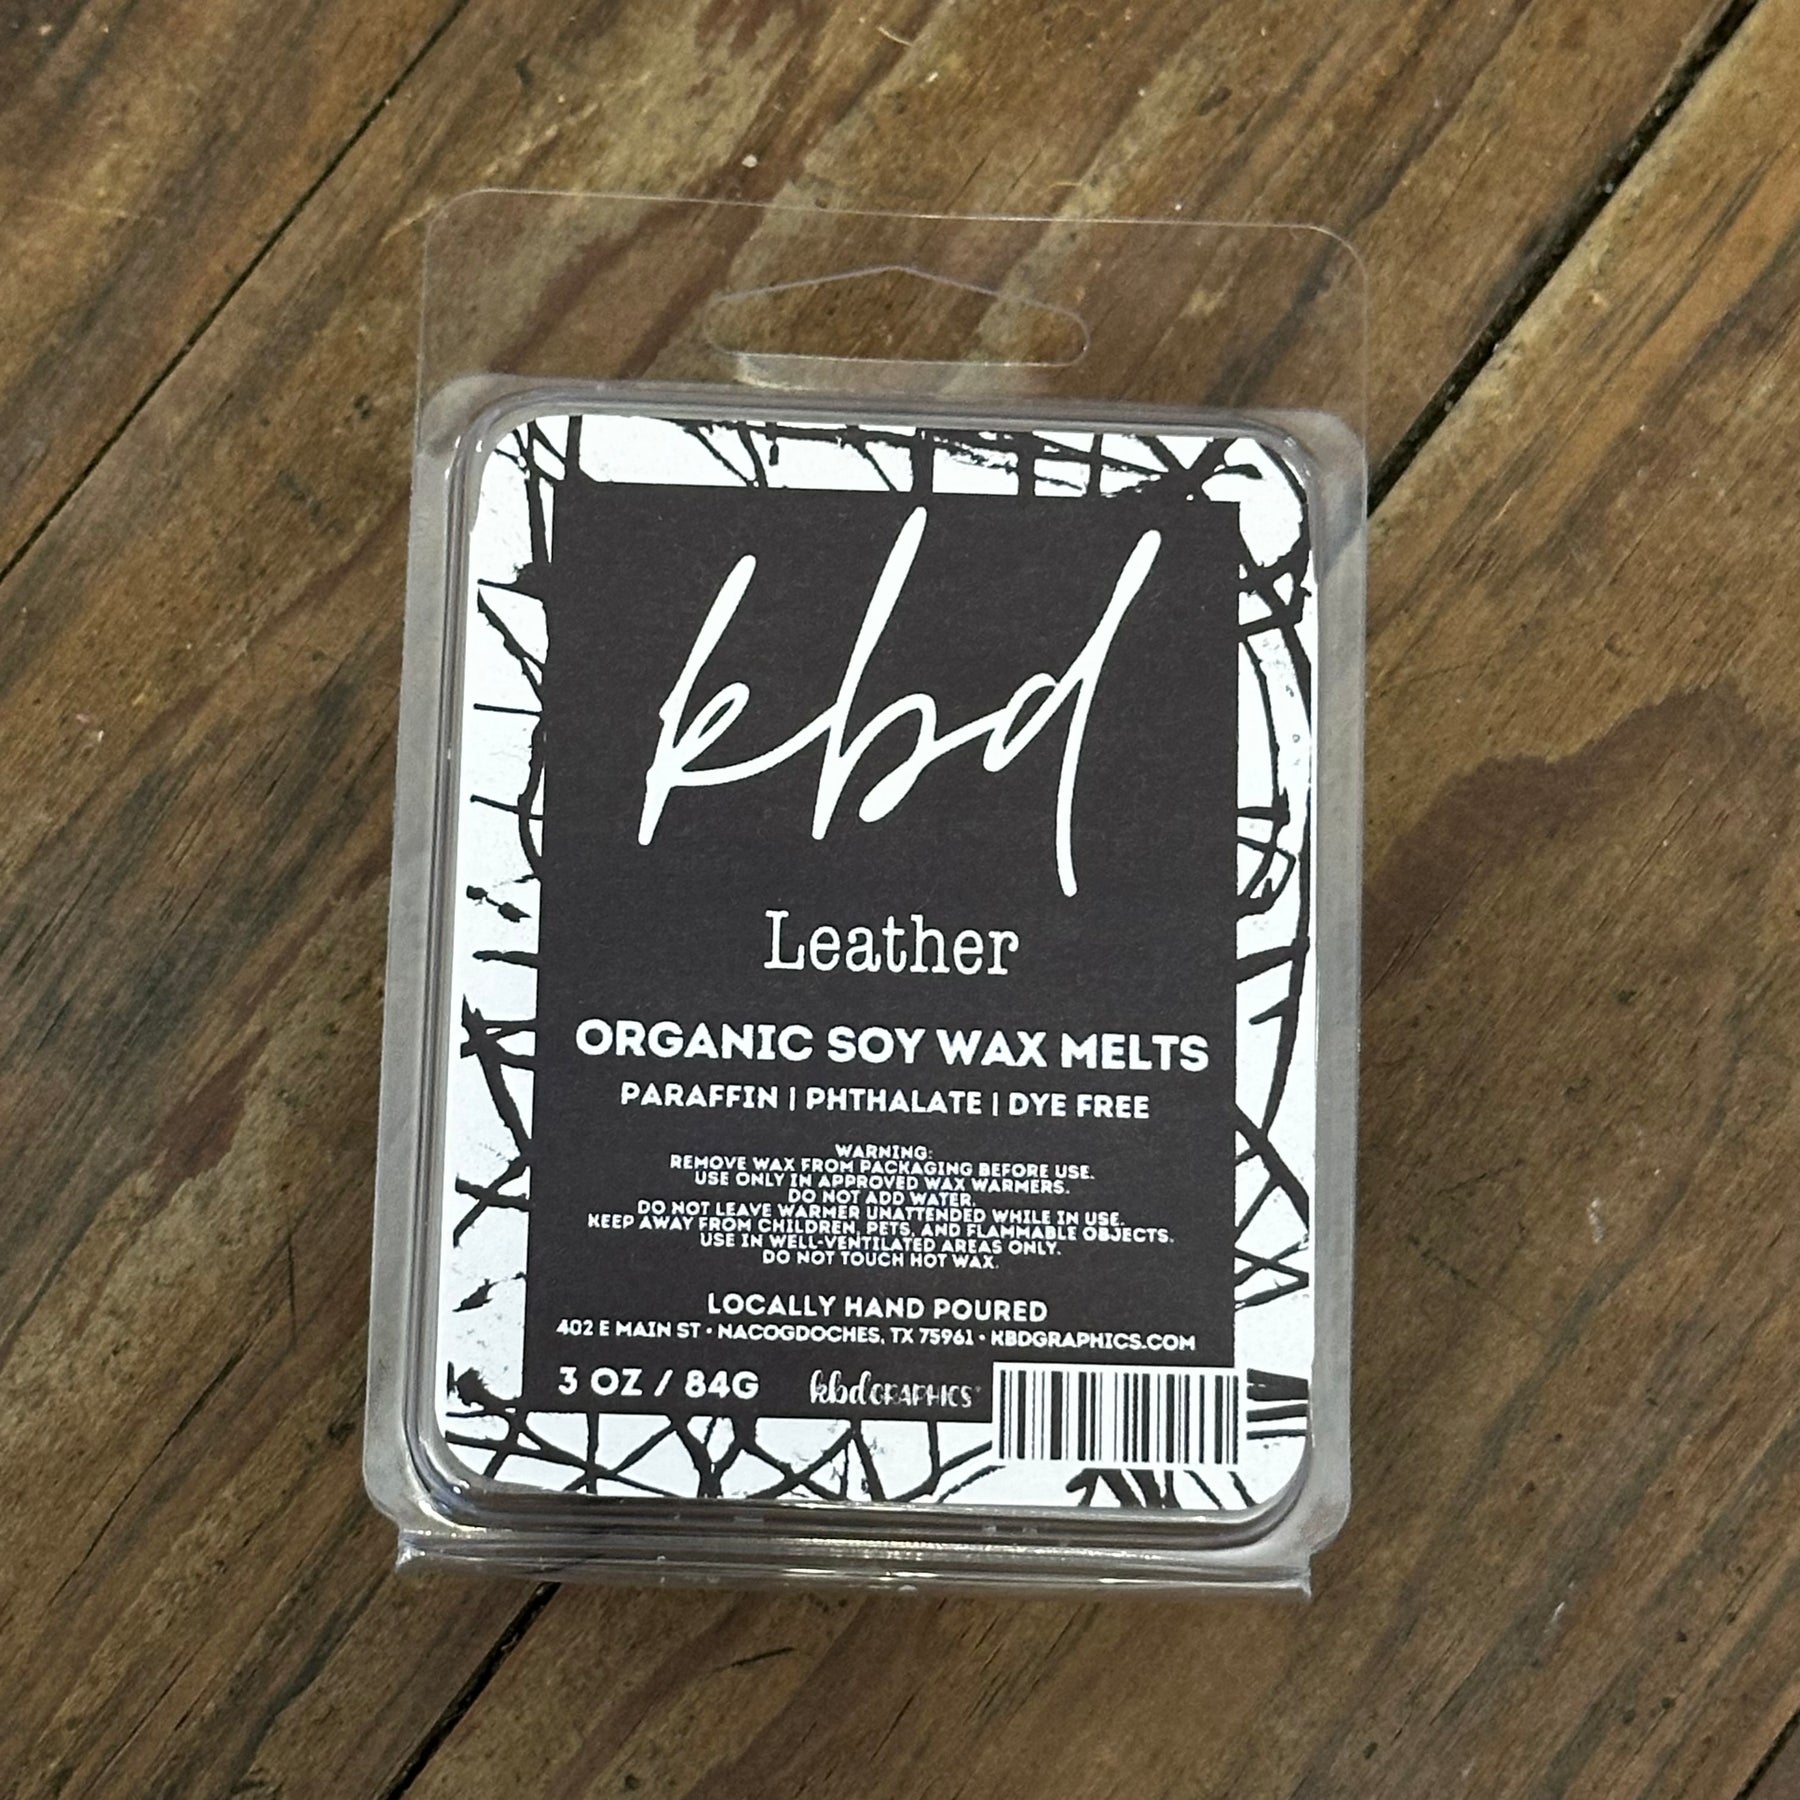 kbd
Leather
ORGANIC SOY WAX MELTS
PARAFFIN | PHTHALATE | DYE FREE
WARNING:
REMOVE WAX FROM PACKAGING BEFORE USE.
USE ONLY IN APPROVED WAX WARMERS.
DO NOT ADD WATER.
DO NOT LEAVE WARMER UNATTENDED WHILE IN USE.
KEEP AWAY FROM CHILDREN, PETS, AND FLAMMABLE OBJECTS.
USE IN WELL-VENTILATED AREAS ONLY.
DO NOT TOUCH HOT WAX.
LOCALLY HAND POURED
402 E MAIN ST • NACOGDOCHES, TX 75961 • KBDGRAPHICS.COM
3 OZ / 84G kbdGRAPHICS